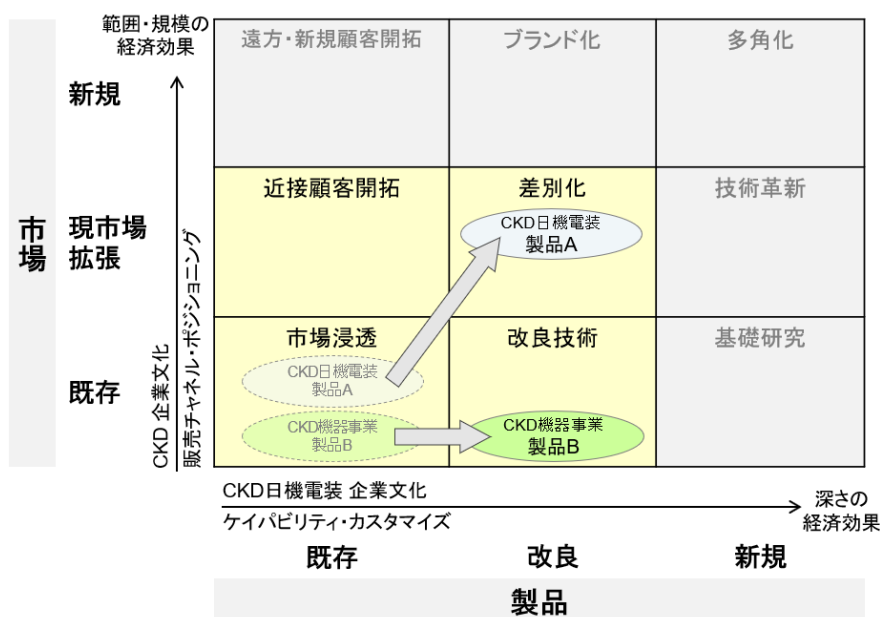 範囲・規模の
経済効果
遠方・新規顧客開拓
ブランド化
多角化
新規
近接顧客開拓
差別化
技術革新
市場
現市場
拡張
CKD日機電装
製品A
市場浸透
改良技術
基礎研究
既存
CKD日機電装
製品A
CKD機器事業
製品B
CKD機器事業
製品B
CKD 企業文化
販売チャネル・ポジショニング
CKD日機電装 企業文化
ケイパビリティ・カスタマイズ
深さの
経済効果
既存
改良
新規
製品